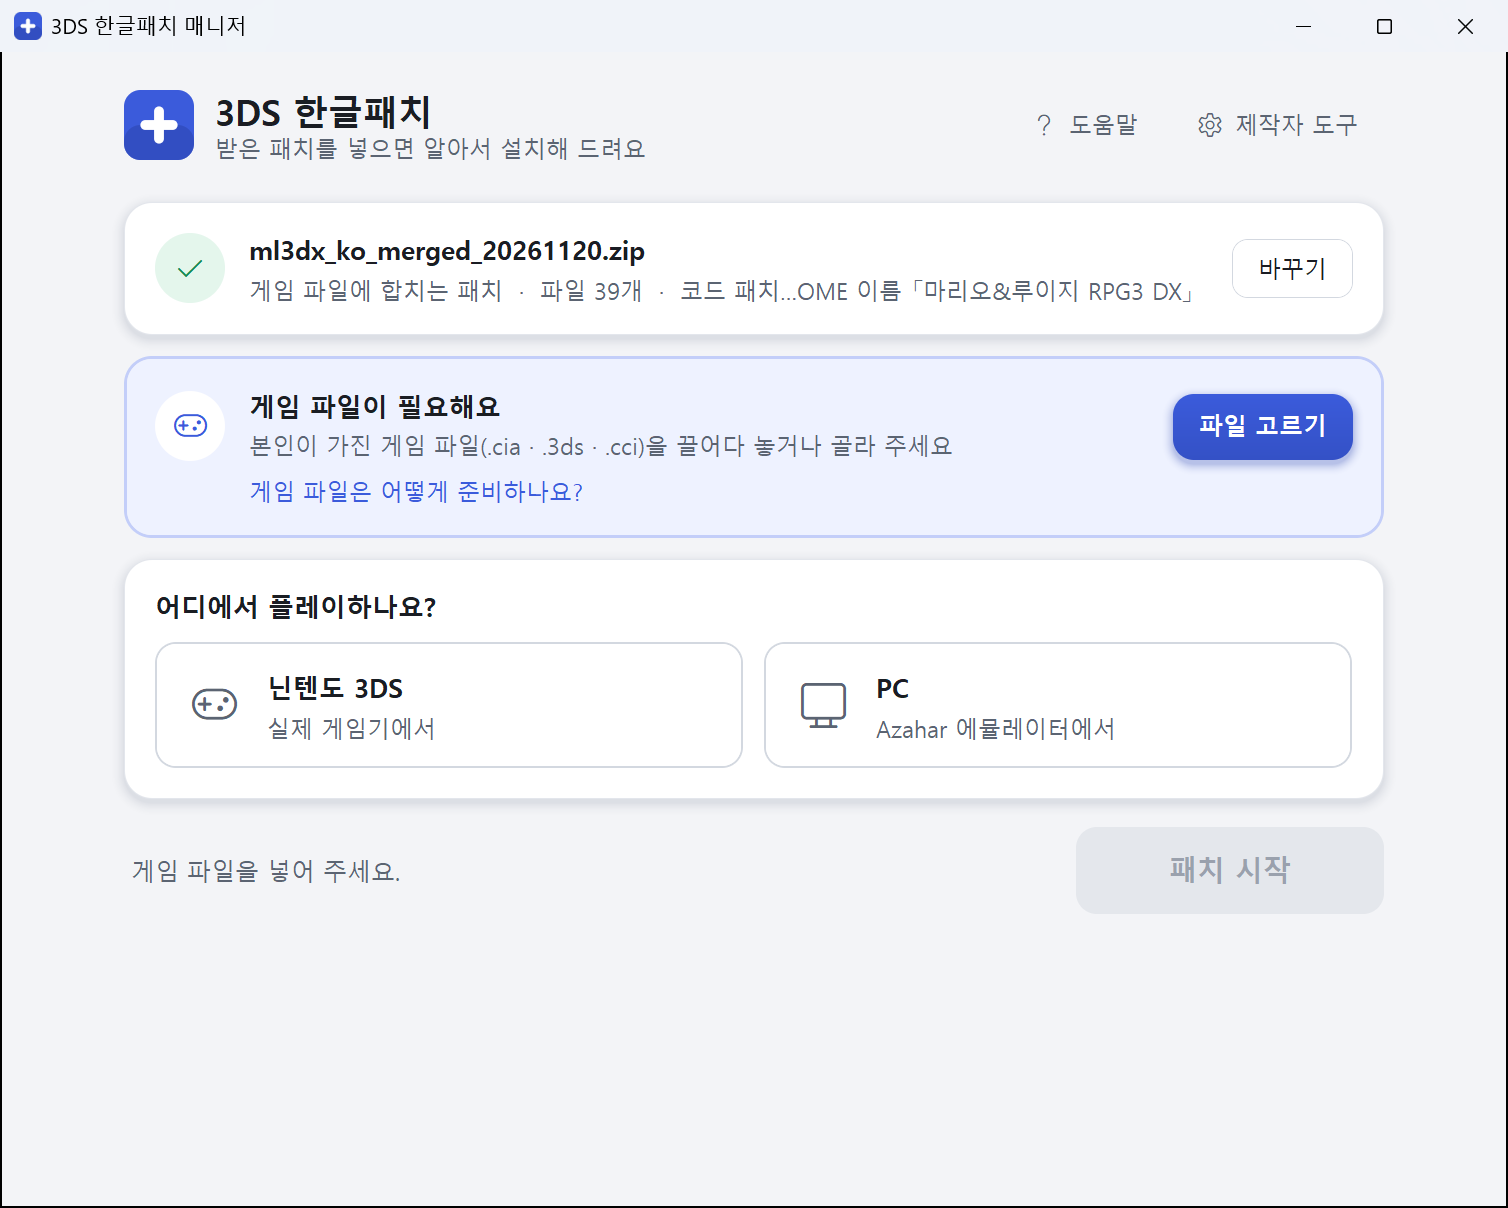 3DS 한글패치 매니저
3DS 한글패치
받은 패치를 넣으면 알아서 설치해 드려요
? 도움말
제작자 도구
ml3dx_ko_merged_20261120.zip
게임 파일에 합치는 패치 · 파일 39개 · 코드 패치...OME 이름「마리오&루이지 RPG3 DX」
바꾸기
게임 파일이 필요해요
본인이 가진 게임 파일(.cia · .3ds · .cci)을 끌어다 놓거나 골라 주세요
게임 파일은 어떻게 준비하나요?
파일 고르기
어디에서 플레이하나요?
닌텐도 3DS
실제 게임기에서
PC
Azahar 에뮬레이터에서
게임 파일을 넣어 주세요.
패치 시작